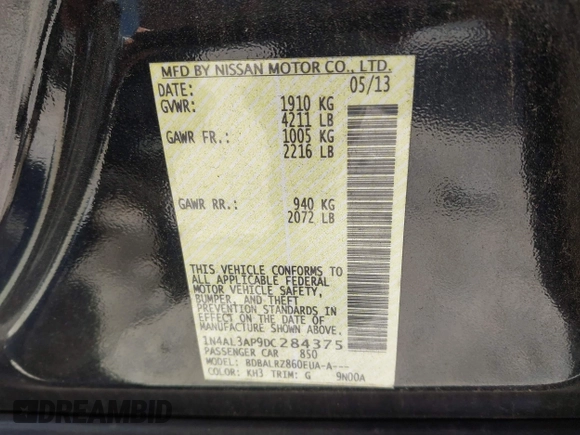 MFD BY NISSAN MOTOR CO., LTD.
DATE: 05/13
GVWR: 1910 KG
4211 LB
GAWR FR.: 1005 KG
2216 LB
GAWR RR.: 940 KG
2072 LB
THIS VEHICLE CONFORMS TO
ALL APPLICABLE FEDERAL
MOTOR VEHICLE SAFETY,
BUMPER, AND THEFT
PREVENTION STANDARDS IN
EFFECT ON THE DATE OF
MANUFACTURE SHOWN ABOVE.
1N4AL3AP9DC284375
PASSENGER CAR 850
MODEL: BDBALRZ860EUA-A---
COLOR: KH3 TRIM: G 9N00A
DREAMBID